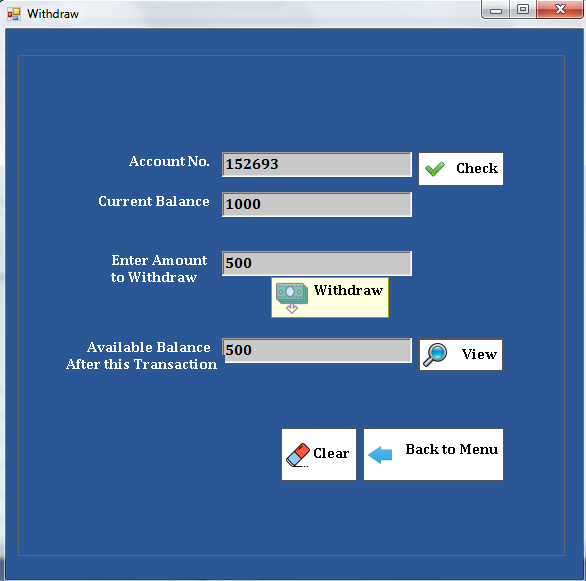 Withdraw
Account No.
152693
Check
Current Balance
1000
Enter Amount
to Withdraw
500
Withdraw
Available Balance
After this Transaction
500
View
Clear
Back to Menu